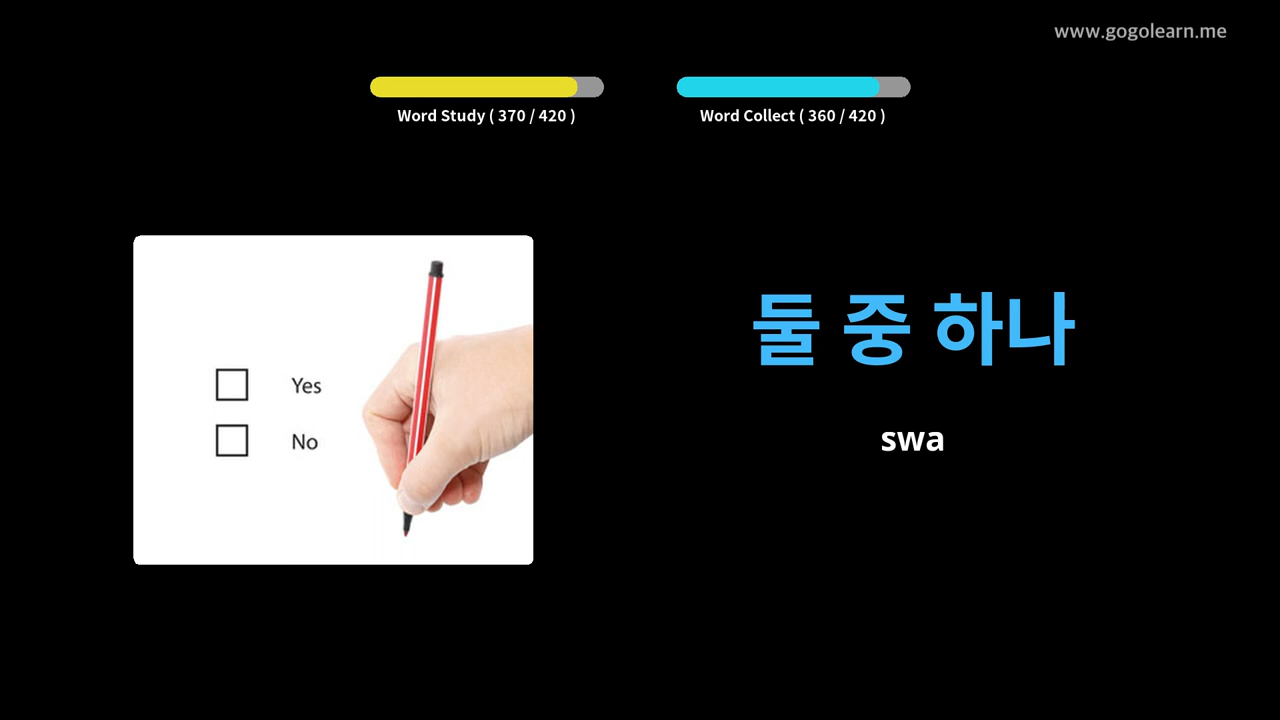 www.gogolearn.me
Word Study ( 370 / 420 )
Word Collect ( 360 / 420 )
Yes
No
둘 중 하나
swa